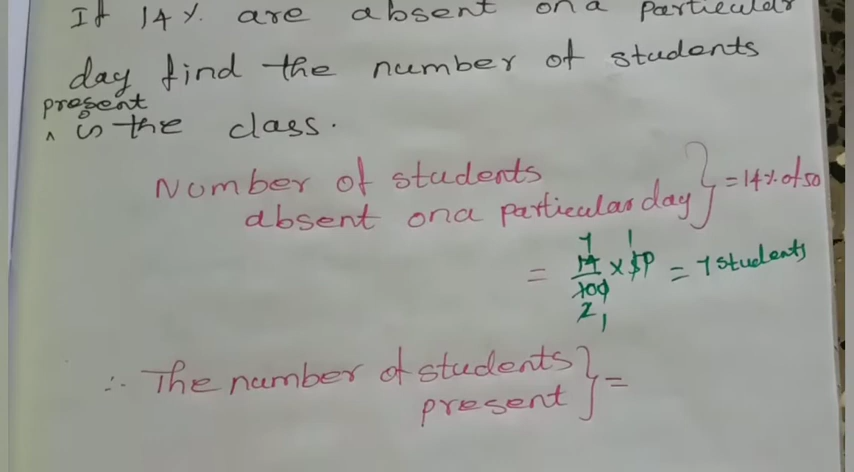 If 14 % are absent on a particular
day find the number of students
present
^ is the class.
Number of students
absent on a particular day } = 14% of 50
= 14/100 × 50 = 7 students
7 1
2 1
∴ The number of students
present } =